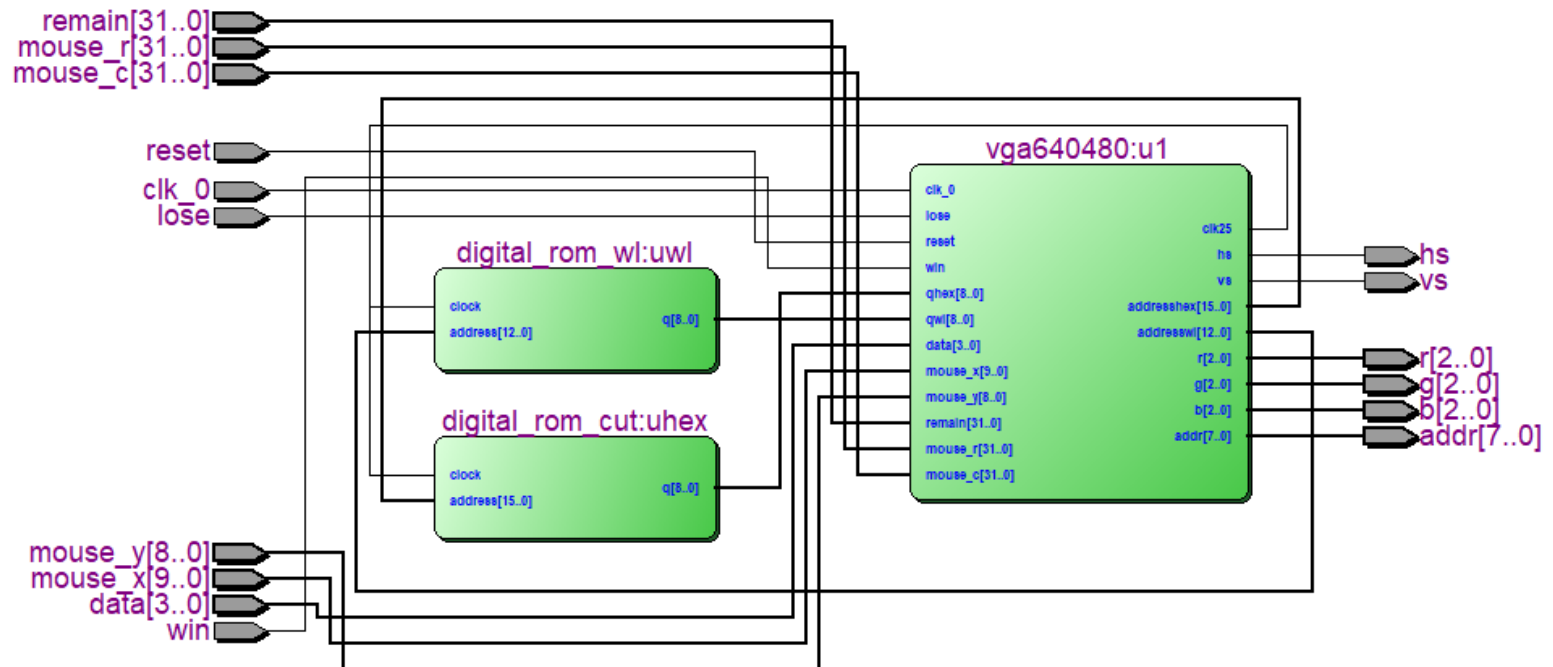 remain[31..0]
mouse_r[31..0]
mouse_c[31..0]
reset
clk_0
lose
digital_rom_wl:uwl
clock
address[12..0]
q[8..0]
digital_rom_cut:uhex
clock
address[15..0]
q[8..0]
mouse_y[8..0]
mouse_x[9..0]
data[3..0]
win
vga640480:u1
clk_0
lose
reset
win
qhex[8..0]
qwl[8..0]
data[3..0]
mouse_x[9..0]
mouse_y[8..0]
remain[31..0]
mouse_r[31..0]
mouse_c[31..0]
clk25
hs
vs
addresshex[15..0]
addresswl[12..0]
r[2..0]
g[2..0]
b[2..0]
addr[7..0]
hs
vs
r[2..0]
g[2..0]
b[2..0]
addr[7..0]